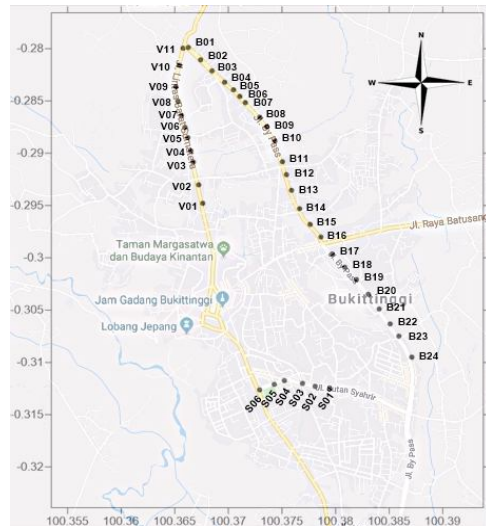 -0.28
-0.285
-0.29
-0.295
-0.3
-0.305
-0.31
-0.315
-0.32
100.355
100.36
100.365
100.37
100.375
100.38
100.385
100.39
N
W
E
S
V11
V10
V09
V08
V07
V06
V05
V04
V03
V02
V01
B01
B02
B03
B04
B05
B06
B07
B08
B09
B10
B11
B12
B13
B14
B15
B16
B17
B18
B19
B20
B21
B22
B23
B24
Jl. Raya Batusang
Taman Margasatwa
dan Budaya Kinantan
Jam Gadang Bukittinggi
Lobang Jepang
Bukittinggi
S06
S05
S04
S03
S02
S01
Jl. By Pass